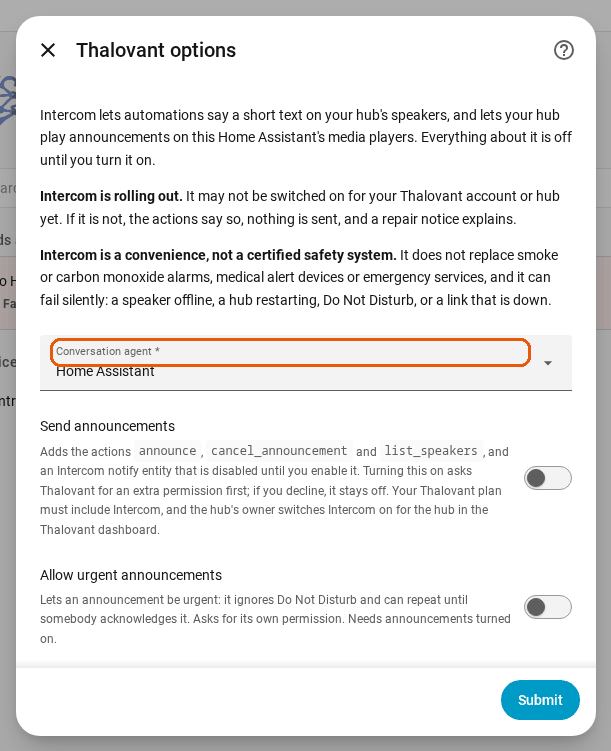 Thalovant options
Intercom lets automations say a short text on your hub's speakers, and lets your hub
play announcements on this Home Assistant's media players. Everything about it is off
until you turn it on.
Intercom is rolling out. It may not be switched on for your Thalovant account or hub
yet. If it is not, the actions say so, nothing is sent, and a repair notice explains.
Intercom is a convenience, not a certified safety system. It does not replace smoke
or carbon monoxide alarms, medical alert devices or emergency services, and it can
fail silently: a speaker offline, a hub restarting, Do Not Disturb, or a link that is down.
Conversation agent *
Home Assistant
Send announcements
Adds the actions announce, cancel_announcement and list_speakers, and
an Intercom notify entity that is disabled until you enable it. Turning this on asks
Thalovant for an extra permission first; if you decline, it stays off. Your Thalovant plan
must include Intercom, and the hub's owner switches Intercom on for the hub in the
Thalovant dashboard.
Allow urgent announcements
Lets an announcement be urgent: it ignores Do Not Disturb and can repeat until
somebody acknowledges it. Asks for its own permission. Needs announcements turned
on.
Submit